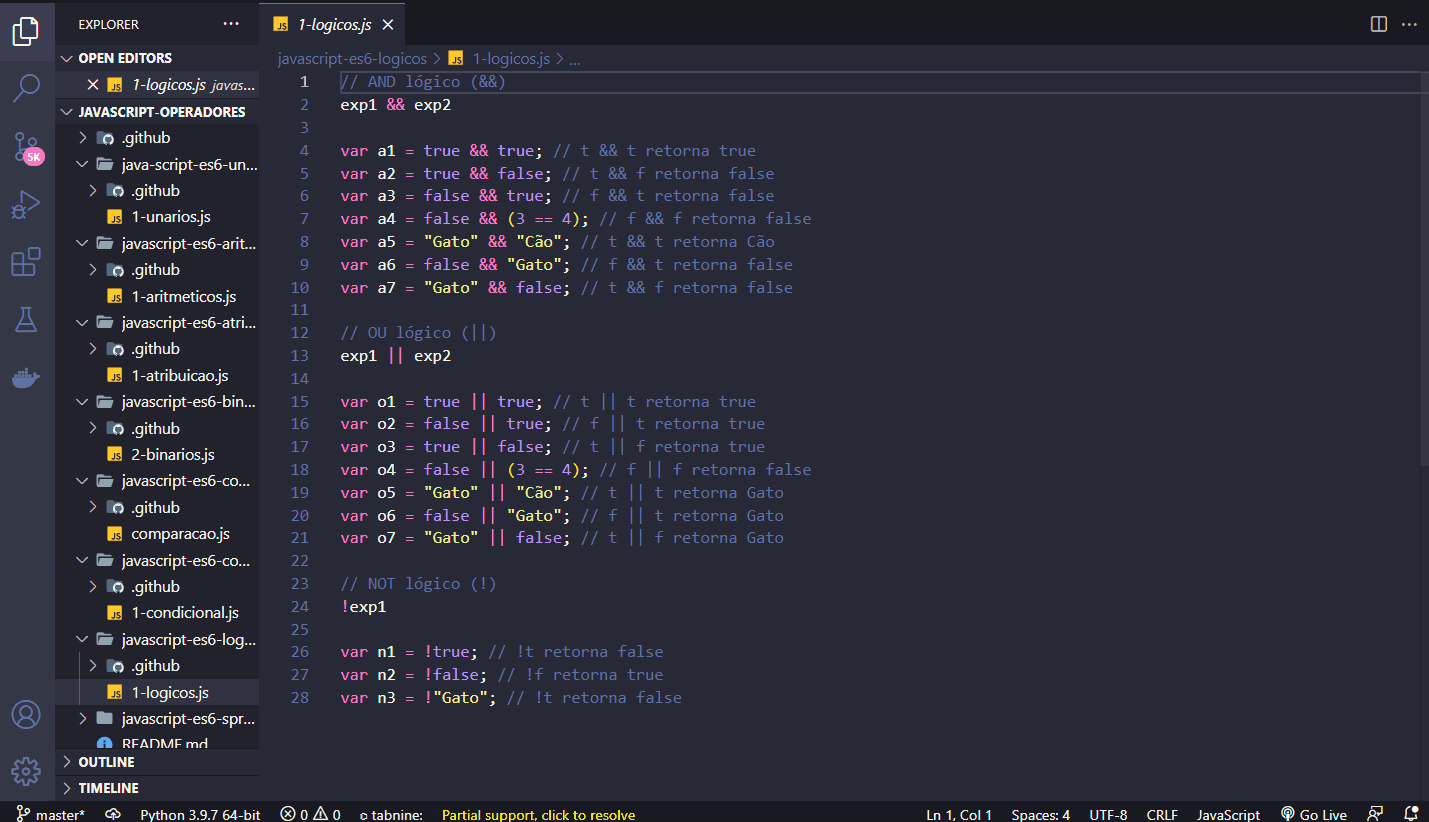 EXPLORER ...
OPEN EDITORS
JS 1-logicos.js javas...
JAVASCRIPT-OPERADORES
.github
java-script-es6-un...
.github
JS 1-unarios.js
javascript-es6-arit...
.github
JS 1-aritmeticos.js
javascript-es6-atri...
.github
JS 1-atribuicao.js
javascript-es6-bin...
.github
JS 2-binarios.js
javascript-es6-co...
.github
JS comparacao.js
javascript-es6-co...
.github
JS 1-condicional.js
javascript-es6-log...
.github
JS 1-logicos.js
javascript-es6-spr...
README.md
OUTLINE
TIMELINE
5K
JS 1-logicos.js
javascript-es6-logicos > JS 1-logicos.js > ...
1 // AND lógico (&&)
2 exp1 && exp2
3
4 var a1 = true && true; // t && t retorna true
5 var a2 = true && false; // t && f retorna false
6 var a3 = false && true; // f && t retorna false
7 var a4 = false && (3 == 4); // f && f retorna false
8 var a5 = "Gato" && "Cão"; // t && t retorna Cão
9 var a6 = false && "Gato"; // f && t retorna false
10 var a7 = "Gato" && false; // t && f retorna false
11
12 // OU lógico (||)
13 exp1 || exp2
14
15 var o1 = true || true; // t || t retorna true
16 var o2 = false || true; // f || t retorna true
17 var o3 = true || false; // t || f retorna true
18 var o4 = false || (3 == 4); // f || f retorna false
19 var o5 = "Gato" || "Cão"; // t || t retorna Gato
20 var o6 = false || "Gato"; // f || t retorna Gato
21 var o7 = "Gato" || false; // t || f retorna Gato
22
23 // NOT lógico (!)
24 !exp1
25
26 var n1 = !true; // !t retorna false
27 var n2 = !false; // !f retorna true
28 var n3 = !"Gato"; // !t retorna false
master* Python 3.9.7 64-bit 0 0 tabnine: Partial support, click to resolve Ln 1, Col 1 Spaces: 4 UTF-8 CRLF JavaScript Go Live